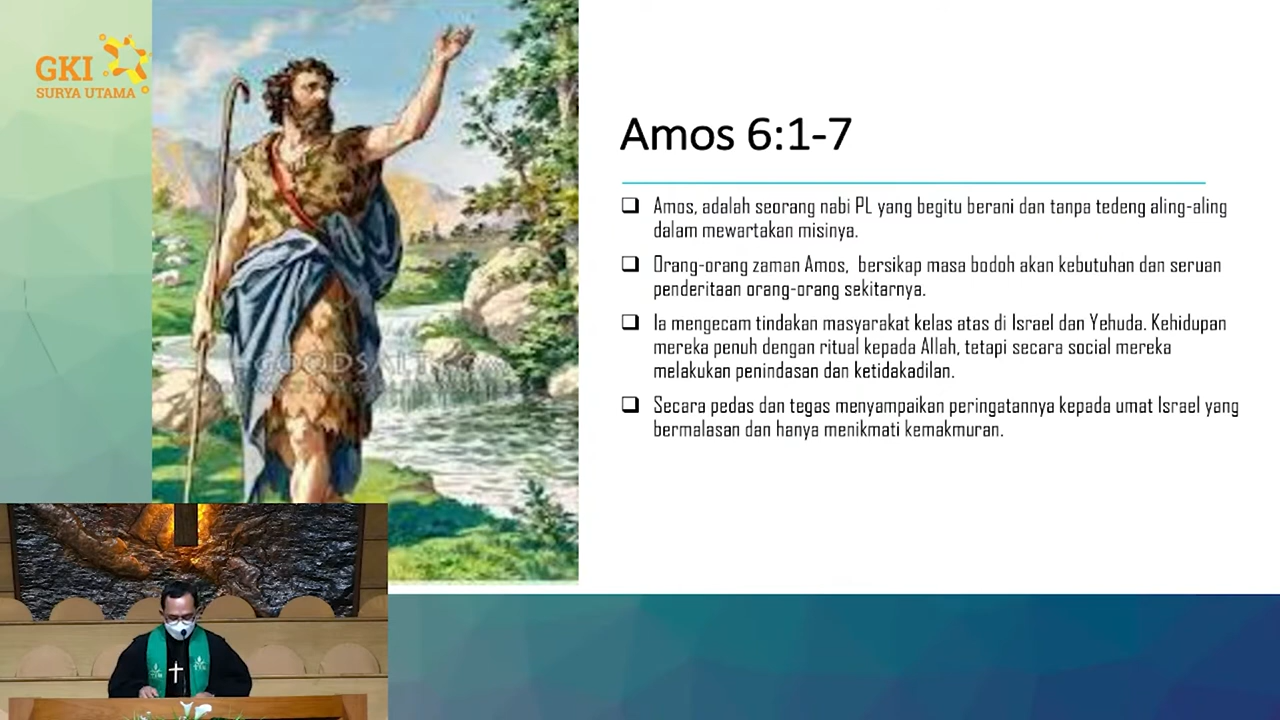 GKI
SURYA UTAMA
Amos 6:1-7
Amos, adalah seorang nabi PL yang begitu berani dan tanpa tedeng aling-aling
dalam mewartakan misinya.
Orang-orang zaman Amos, bersikap masa bodoh akan kebutuhan dan seruan
penderitaan orang-orang sekitarnya.
Ia mengecam tindakan masyarakat kelas atas di Israel dan Yehuda. Kehidupan
mereka penuh dengan ritual kepada Allah, tetapi secara social mereka
melakukan penindasan dan ketidakadilan.
Secara pedas dan tegas menyampaikan peringatannya kepada umat Israel yang
bermalasan dan hanya menikmati kemakmuran.
GOODSALT.COM